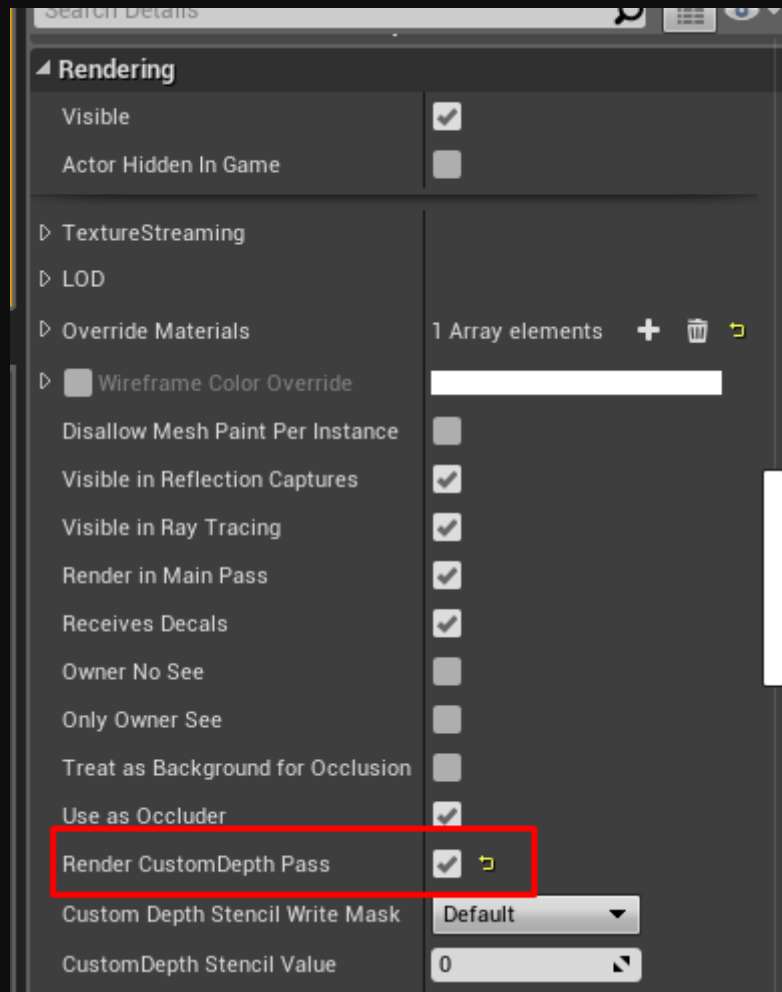 Search Details
Rendering
Visible
Actor Hidden In Game
TextureStreaming
LOD
Override Materials 1 Array elements
Wireframe Color Override
Disallow Mesh Paint Per Instance
Visible in Reflection Captures
Visible in Ray Tracing
Render in Main Pass
Receives Decals
Owner No See
Only Owner See
Treat as Background for Occlusion
Use as Occluder
Render CustomDepth Pass
Custom Depth Stencil Write Mask Default
CustomDepth Stencil Value 0